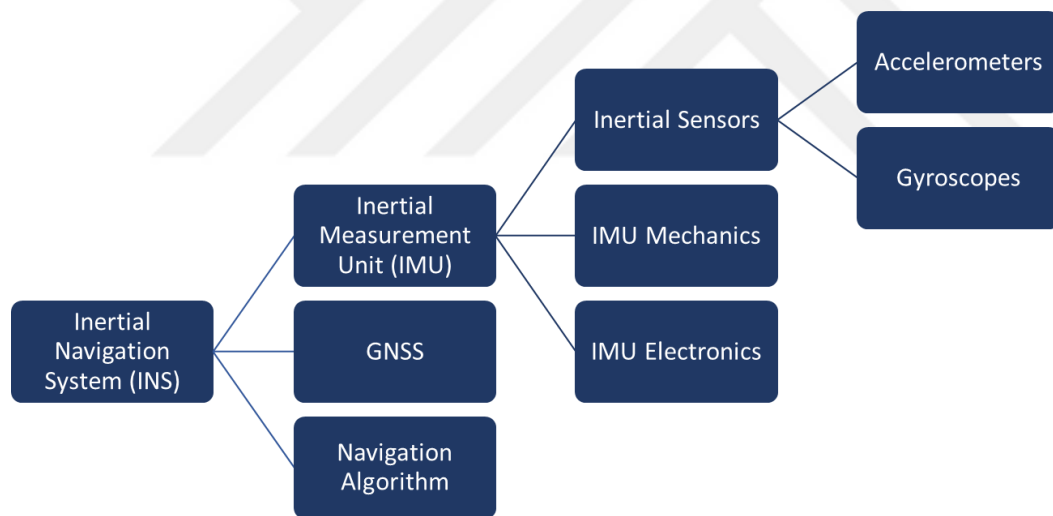 Accelerometers
Inertial Sensors
Gyroscopes
Inertial
Measurement
Unit (IMU)
IMU Mechanics
Inertial
Navigation
System (INS)
GNSS
IMU Electronics
Navigation
Algorithm